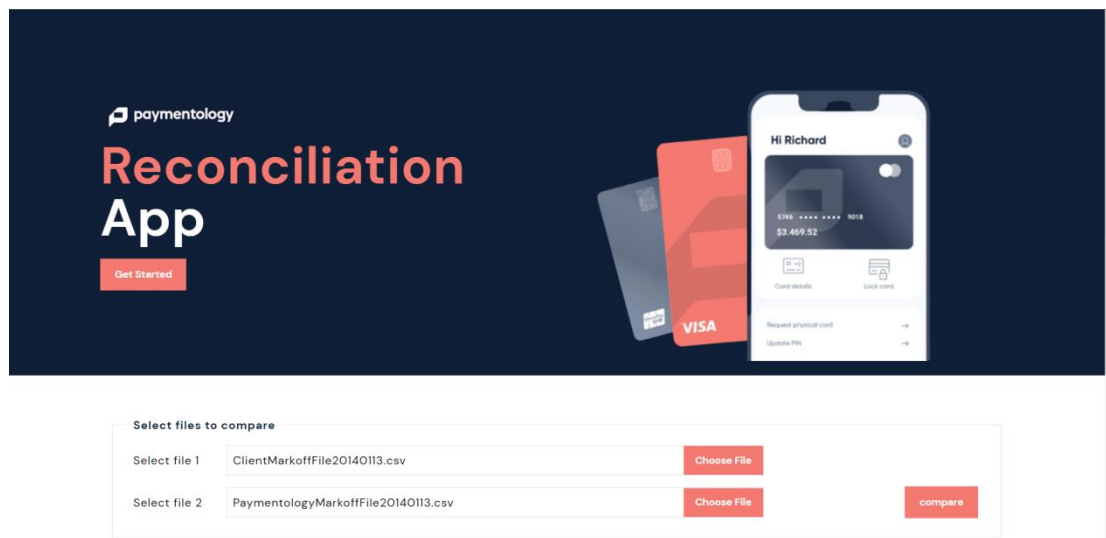 paymentology
Reconciliation
App
Get Started
Hi Richard
5746 •••• •••• 9018
$3.469.52
Card details
Lock card
Request physical card
Update PIN
VISA
Select files to compare
Select file 1
ClientMarkoffFile20140113.csv
Choose File
Select file 2
PaymentologyMarkoffFile20140113.csv
Choose File
compare